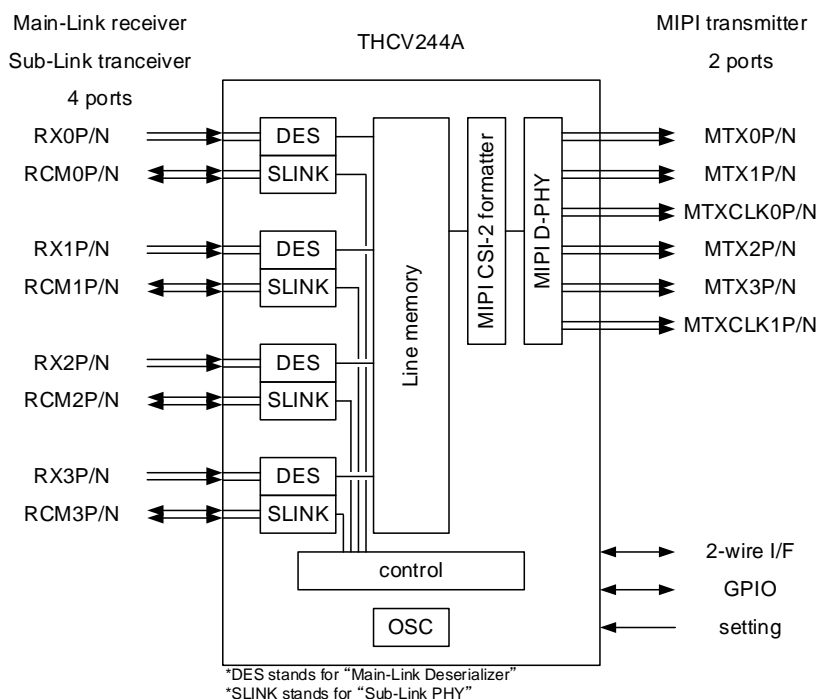 Main-Link receiver
Sub-Link tranceiver
4 ports
THCV244A
MIPI transmitter
2 ports
RX0P/N
RCM0P/N
RX1P/N
RCM1P/N
RX2P/N
RCM2P/N
RX3P/N
RCM3P/N
DES
SLINK
DES
SLINK
DES
SLINK
DES
SLINK
Line memory
MIPI CSI-2 formatter
MIPI D-PHY
MTX0P/N
MTX1P/N
MTXCLK0P/N
MTX2P/N
MTX3P/N
MTXCLK1P/N
control
OSC
2-wire I/F
GPIO
setting
*DES stands for “Main-Link Deserializer”
*SLINK stands for “Sub-Link PHY”